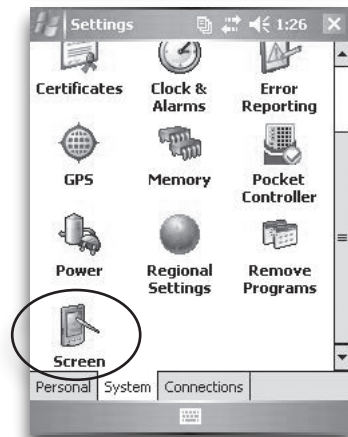 Settings 1:26
Certificates Clock & Error
Alarms Reporting
GPS Memory Pocket
Controller
Power Regional Remove
Settings Programs
Screen
Personal System Connections